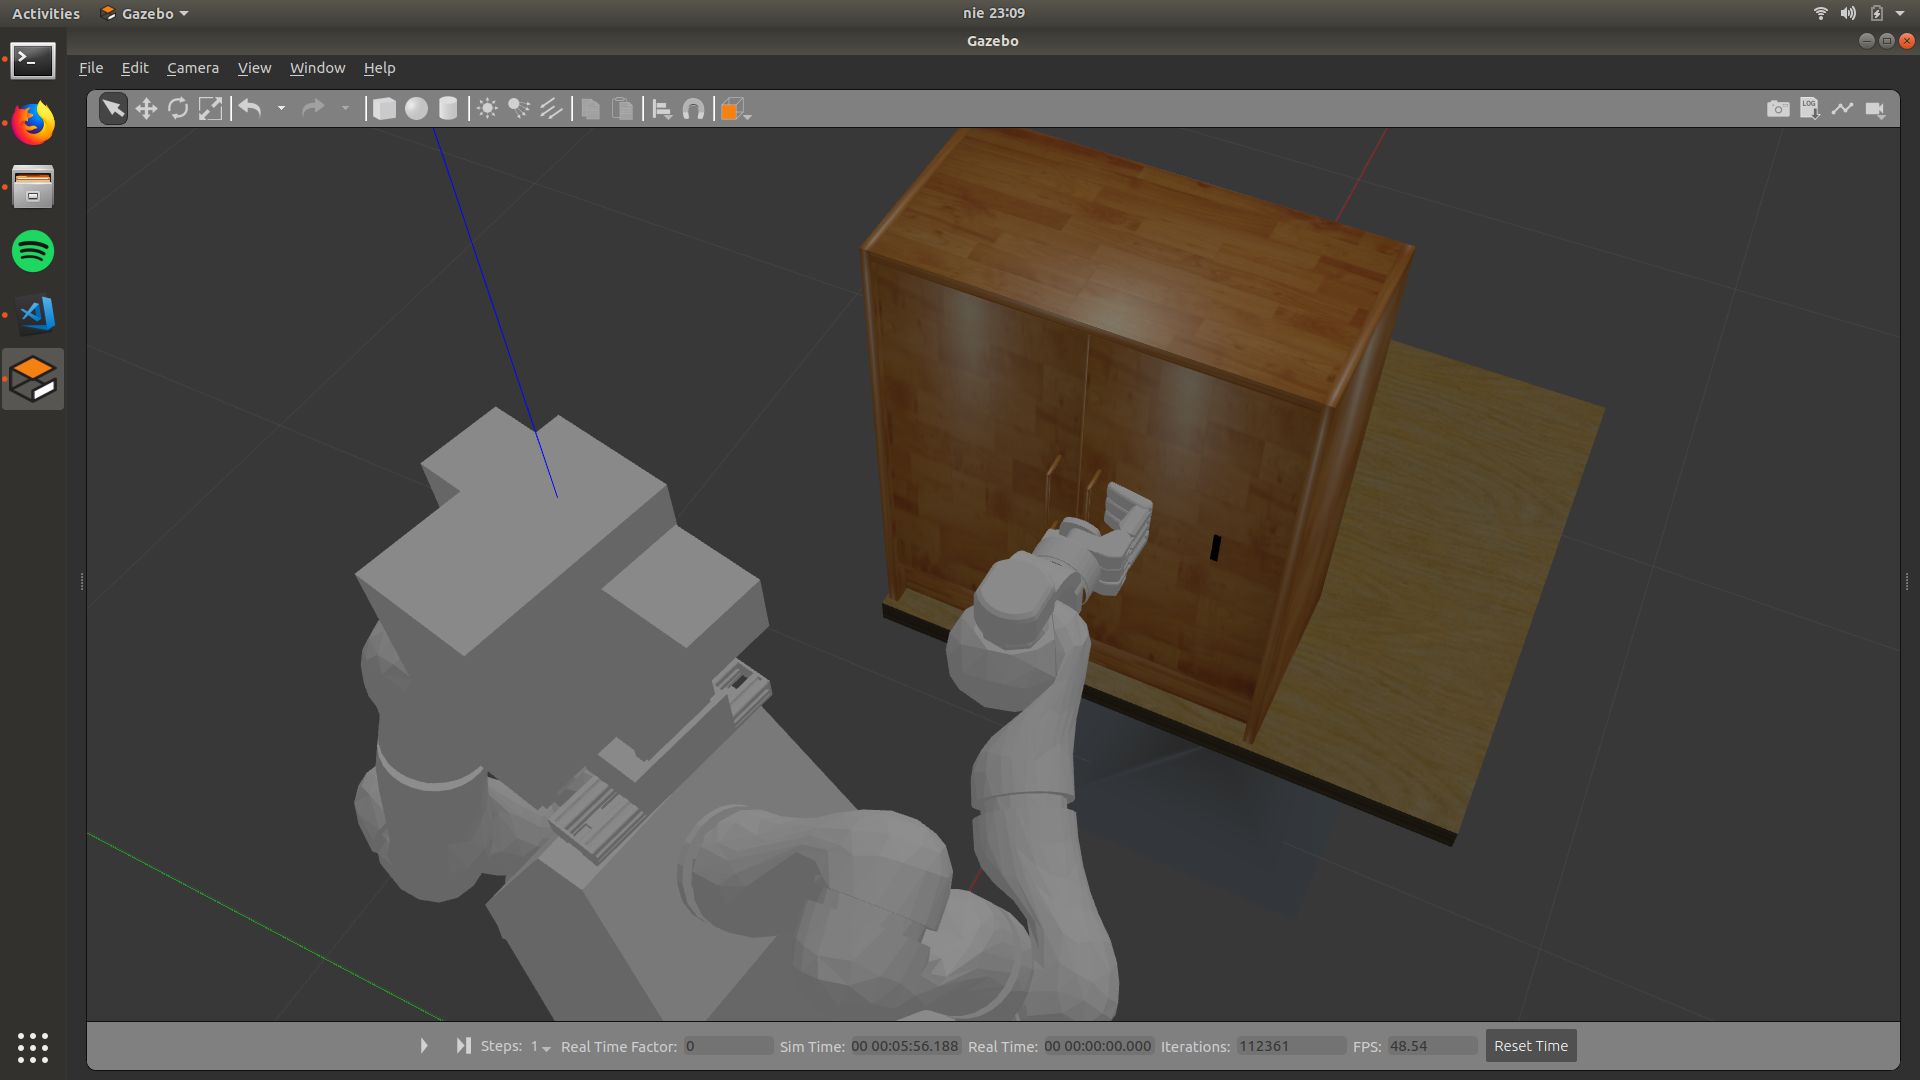 Activities Gazebo nie 23:09
Gazebo
File Edit Camera View Window Help
LOG
Steps: 1 Real Time Factor: 0 Sim Time: 00 00:05:56.188 Real Time: 00 00:00:00.000 Iterations: 112361 FPS: 48.54 Reset Time